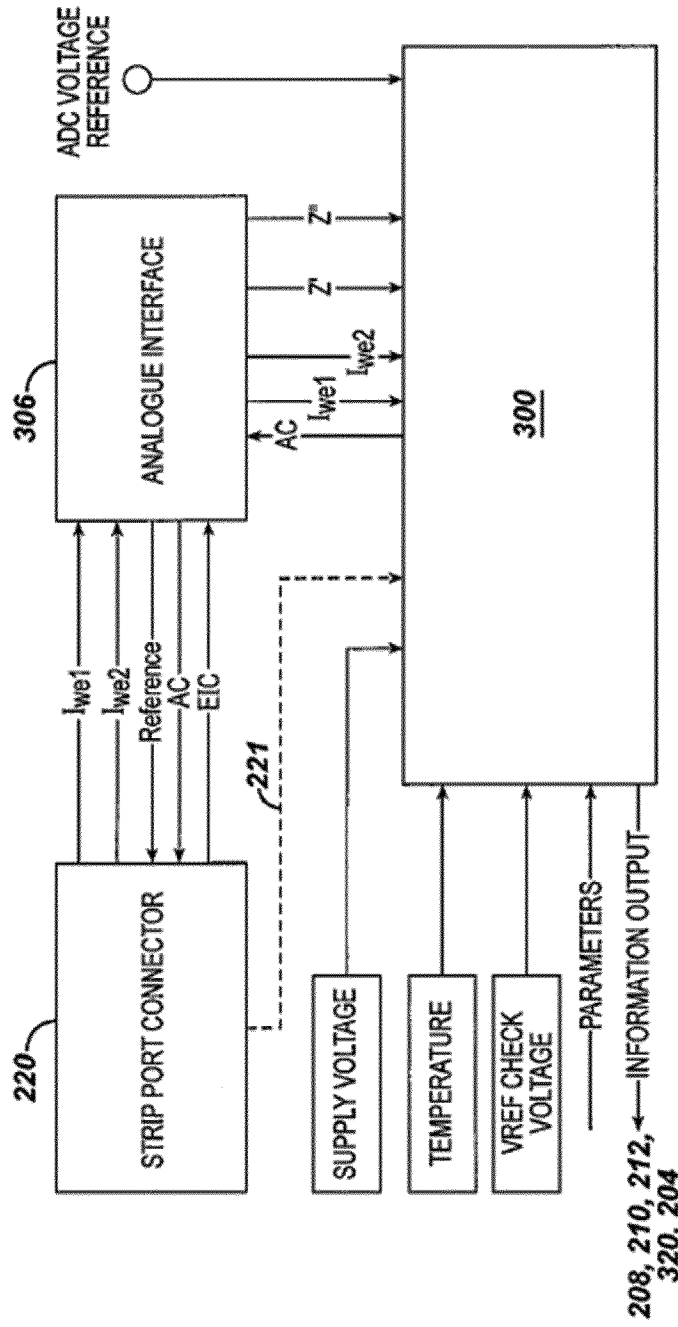 220
STRIP PORT CONNECTOR
Iwe1
Iwe2
Reference
AC
EIC
306
ANALOGUE INTERFACE
ADC VOLTAGE
REFERENCE
221
AC
Iwe1
Iwe2
Z'
Z"
SUPPLY VOLTAGE
TEMPERATURE
VREF CHECK
VOLTAGE
PARAMETERS
INFORMATION OUTPUT
208, 210, 212,
320, 204
300